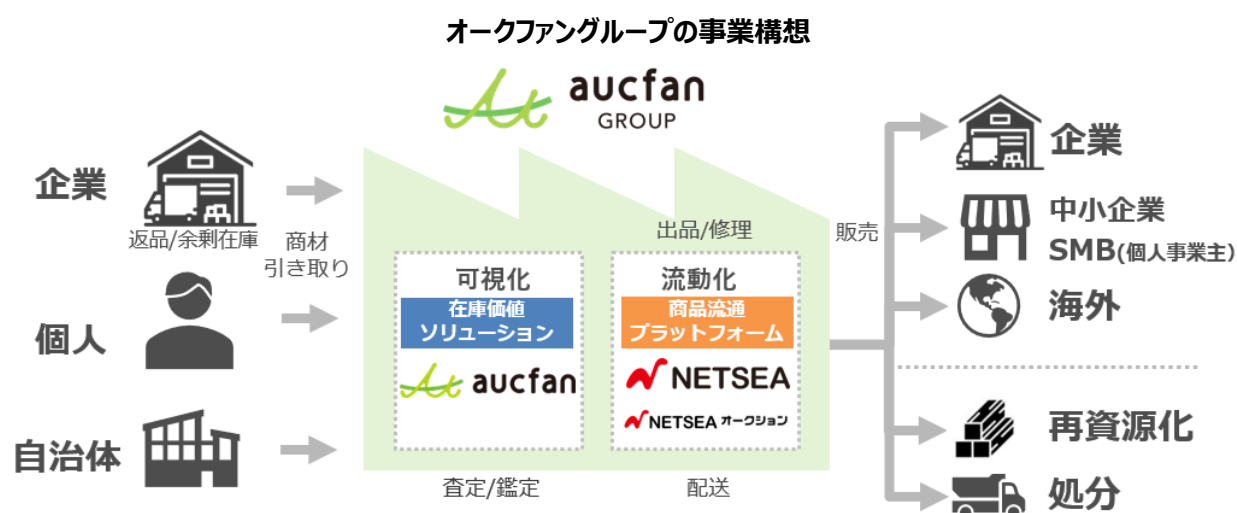 オークファングループの事業構想
aucfan
GROUP
企業
返品/余剰在庫
個人
自治体
商材
引き取り
出品/修理
可視化
在庫価値
ソリューション
aucfan
流動化
商品流通
プラットフォーム
NETSEA
NETSEA オークション
査定/鑑定
配送
販売
企業
中小企業
SMB(個人事業主)
海外
再資源化
処分